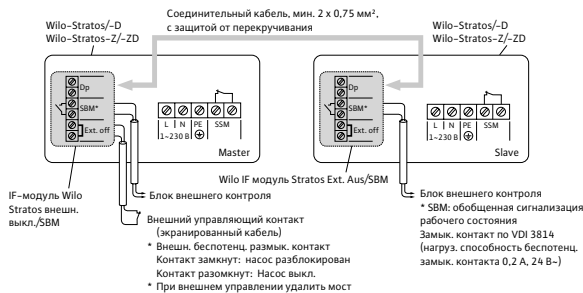 Wilo-Stratos/-D
Wilo-Stratos-Z/-ZD
Соединительный кабель, мин. 2 x 0,75 мм²,
с защитой от перекручивания
Wilo-Stratos/-D
Wilo-Stratos-Z/-ZD
Dp
SBM*
Ext. off
L N PE SSM
1~230 В
Master
Dp
SBM*
Ext. off
L N PE SSM
1~230 В
Slave
Wilo IF модуль Stratos Ext. Aus/SBM
IF-модуль Wilo
Stratos внешн.
выкл./SBM
Блок внешнего контроля
Внешний управляющий контакт
(экранированный кабель)
* Внешн. беспотенц. размык. контакт
Контакт замкнут: насос разблокирован
Контакт разомкнут: Насос выкл.
* При внешнем управлении удалить мост
Блок внешнего контроля
* SBM: обобщенная сигнализация
рабочего состояния
Замык. контакт по VDI 3814
(нагруз. способность беспотенц.
замык. контакта 0,2 А, 24 В~)